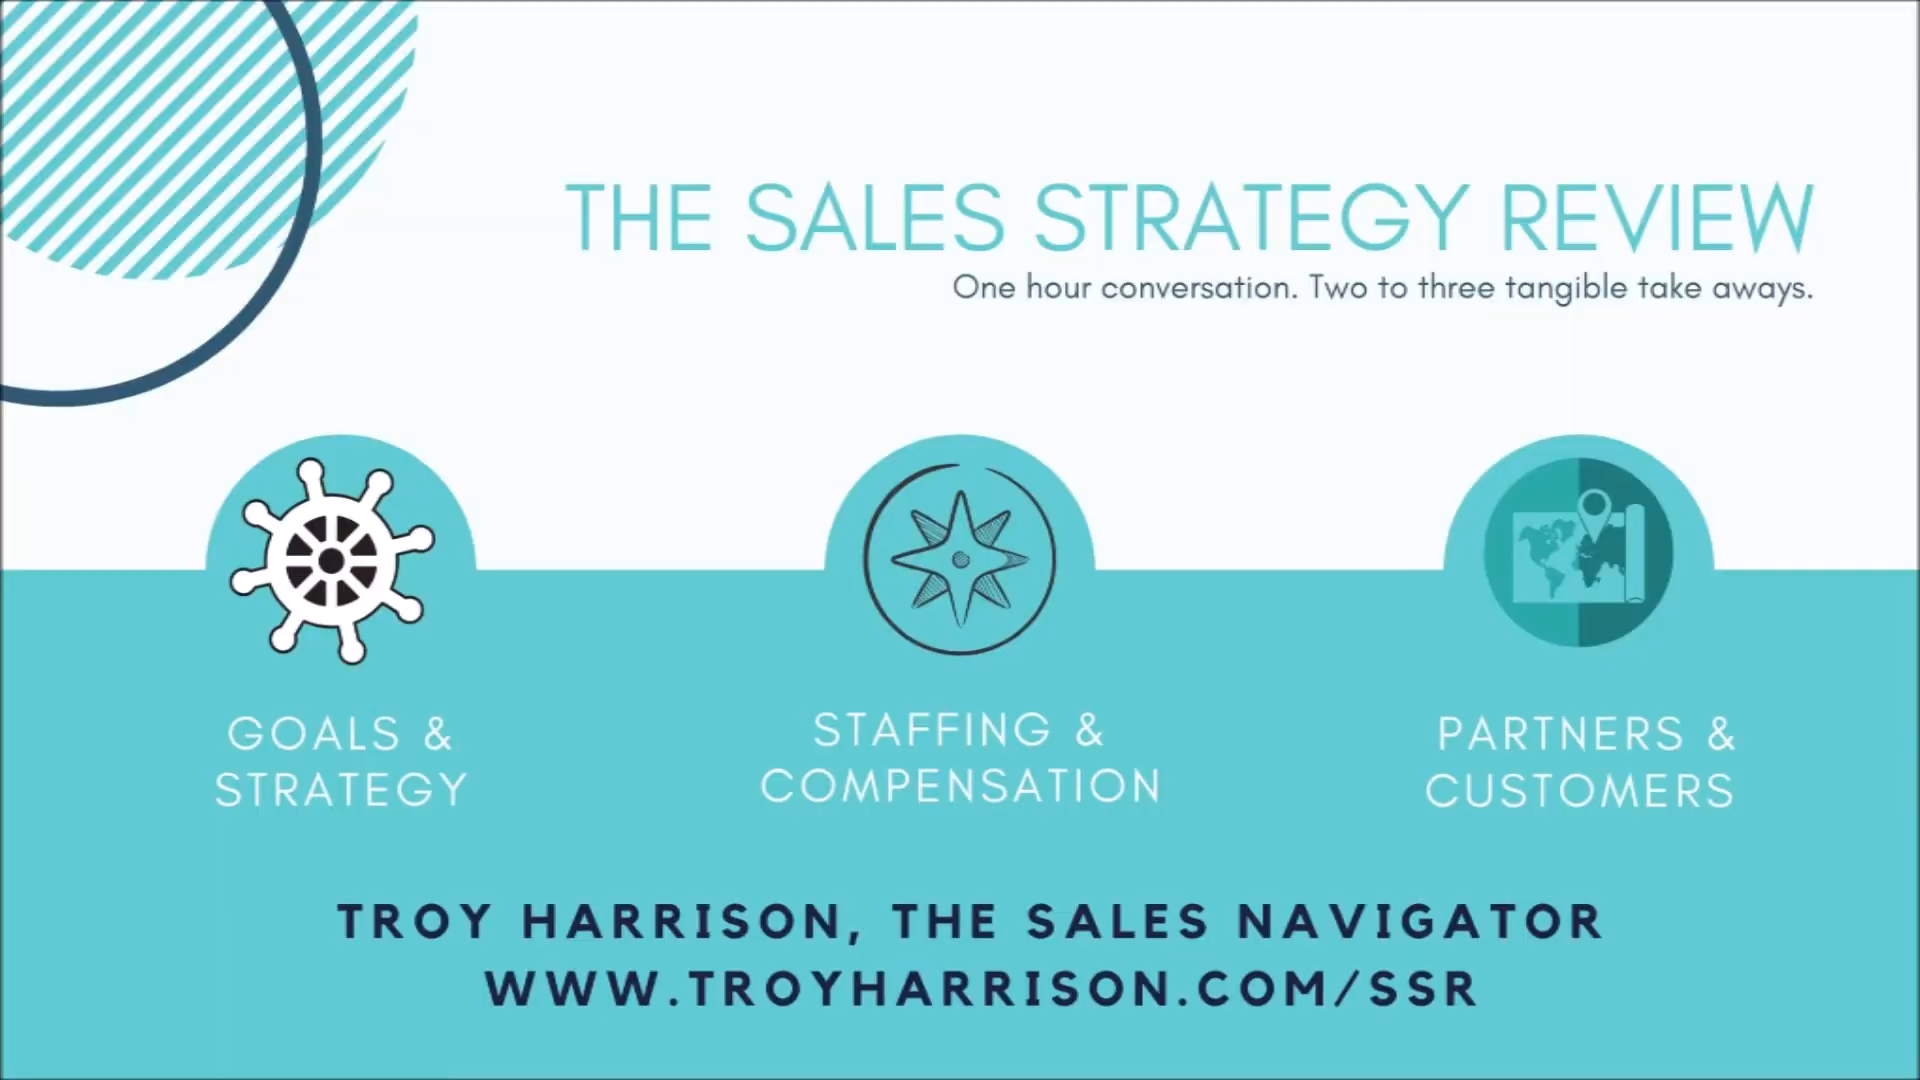 THE SALES STRATEGY REVIEW
One hour conversation. Two to three tangible take aways.
GOALS &
STRATEGY
STAFFING &
COMPENSATION
PARTNERS &
CUSTOMERS
TROY HARRISON, THE SALES NAVIGATOR
WWW.TROYHARRISON.COM/SSR